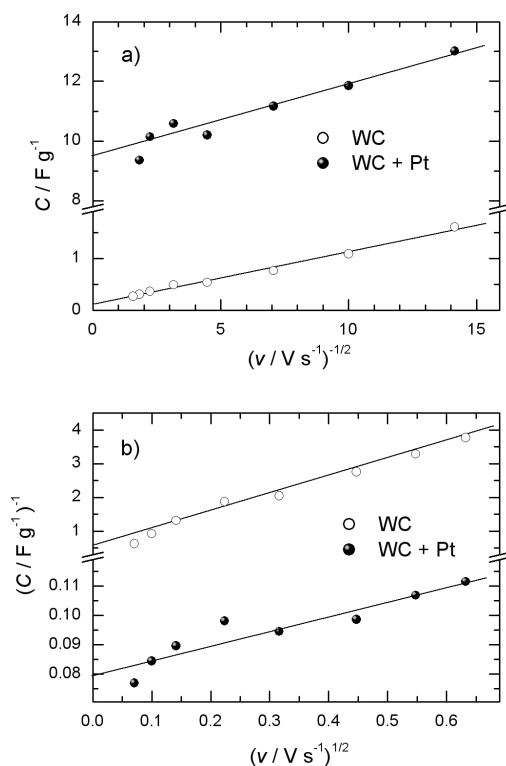 a)
14
12
10
8
1
0
C / F g⁻¹
WC
WC + Pt
0 5 10 15
(v / V s⁻¹)⁻¹/²
b)
4
3
2
1
0.11
0.10
0.09
0.08
(C / F g⁻¹)⁻¹
WC
WC + Pt
0.0 0.1 0.2 0.3 0.4 0.5 0.6
(v / V s⁻¹)¹/²